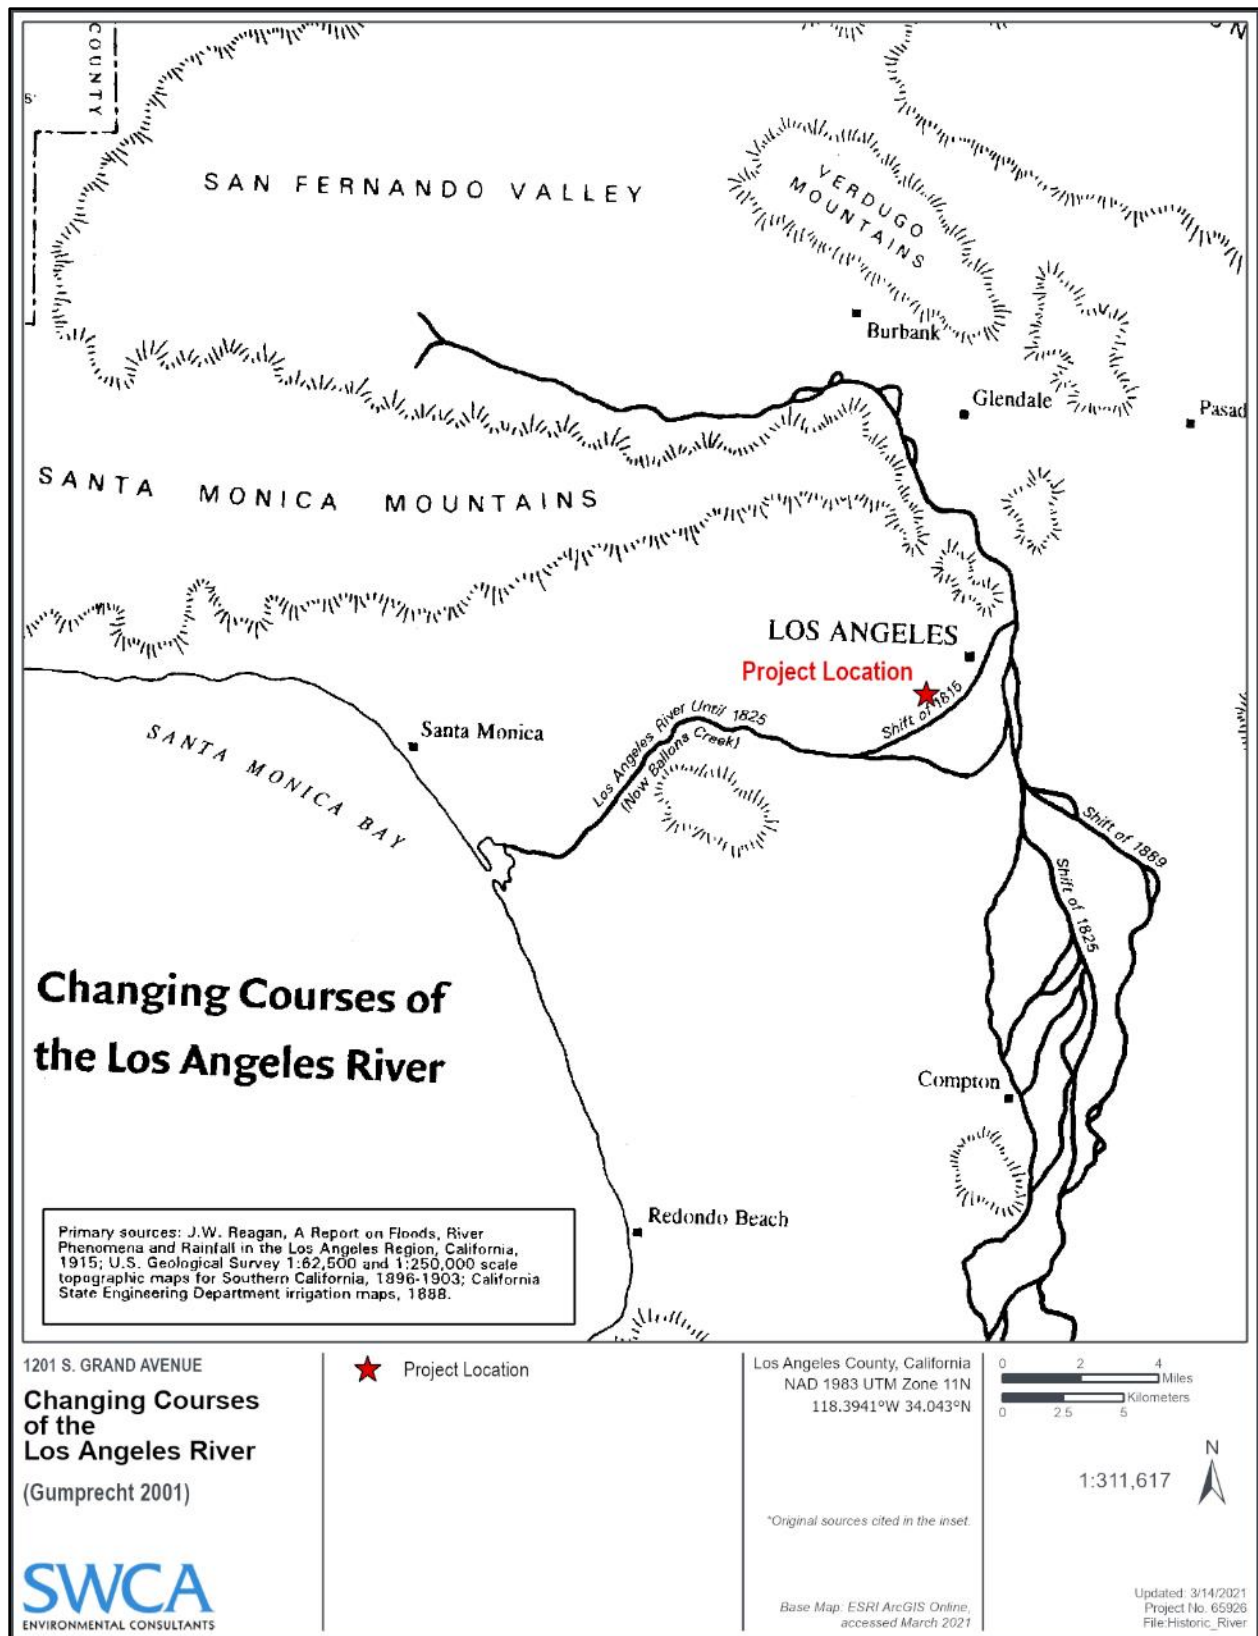 COUNTY
5'
SAN FERNANDO VALLEY
VERDUGO
MOUNTAINS
Burbank
Glendale
Pasad
SANTA MONICA MOUNTAINS
LOS ANGELES
Project Location
Shift of 1815
Santa Monica
Los Angeles River Until 1825
(Now Ballona Creek)
SANTA MONICA BAY
Shift of 1889
Shift of 1825
Changing Courses of
the Los Angeles River
Compton
Redondo Beach
Primary sources: J.W. Reagan, A Report on Floods, River
Phenomena and Rainfall in the Los Angeles Region, California,
1915; U.S. Geological Survey 1:62,500 and 1:250,000 scale
topographic maps for Southern California, 1896-1903; California
State Engineering Department irrigation maps, 1888.
1201 S. GRAND AVENUE
Changing Courses
of the
Los Angeles River
(Gumprecht 2001)
SWCA
ENVIRONMENTAL CONSULTANTS
Project Location
Los Angeles County, California
NAD 1983 UTM Zone 11N
118.3941°W 34.043°N
*Original sources cited in the inset.
Base Map: ESRI ArcGIS Online,
accessed March 2021
0 2 4
Miles
Kilometers
0 2.5 5
N
1:311,617
Updated: 3/14/2021
Project No. 65926
File:Historic_River